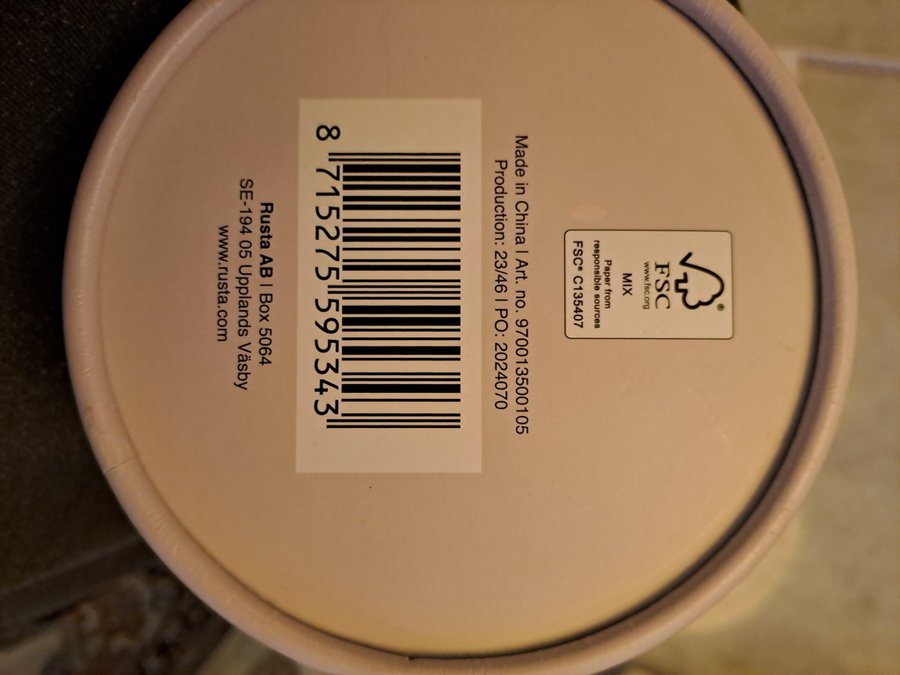 ®
FSC
www.fsc.org
MIX
Paper from
responsible sources
FSC® C135407
Made in China | Art. no. 970013500105
Production: 23/46 | PO: 2024070
8 715275 595343
Rusta AB | Box 5064
SE-194 05 Upplands Väsby
www.rusta.com